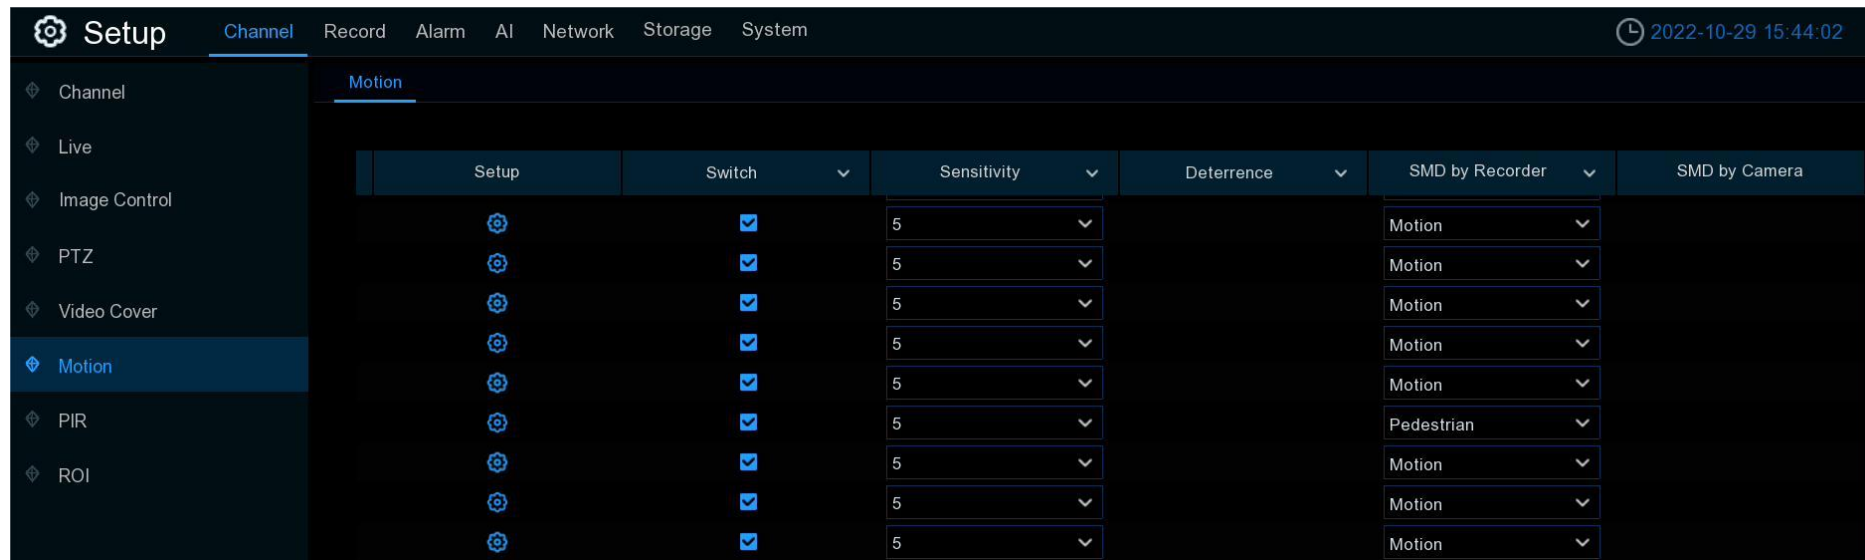 Setup Channel Record Alarm AI Network Storage System 2022-10-29 15:44:02
Motion
Channel
Live
Image Control
PTZ
Video Cover
Motion
PIR
ROI
Setup Switch Sensitivity Deterrence SMD by Recorder SMD by Camera
5 Motion
5 Motion
5 Motion
5 Motion
5 Motion
5 Pedestrian
5 Motion
5 Motion
5 Motion